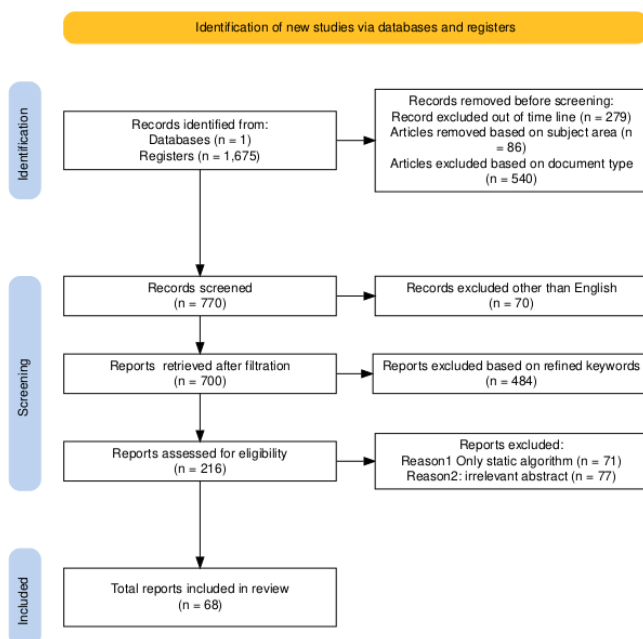 Identification of new studies via databases and registers
Identification
Records identified from:
Databases (n = 1)
Registers (n = 1,675)
Records removed before screening:
Record excluded out of time line (n = 279)
Articles removed based on subject area (n
= 86)
Articles excluded based on document type
(n = 540)
Screening
Records screened
(n = 770)
Records excluded other than English
(n = 70)
Reports retrieved after filtration
(n = 700)
Reports excluded based on refined keywords
(n = 484)
Reports assessed for eligibility
(n = 216)
Reports excluded:
Reason1 Only static algorithm (n = 71)
Reason2: irrelevant abstract (n = 77)
Included
Total reports included in review
(n = 68)